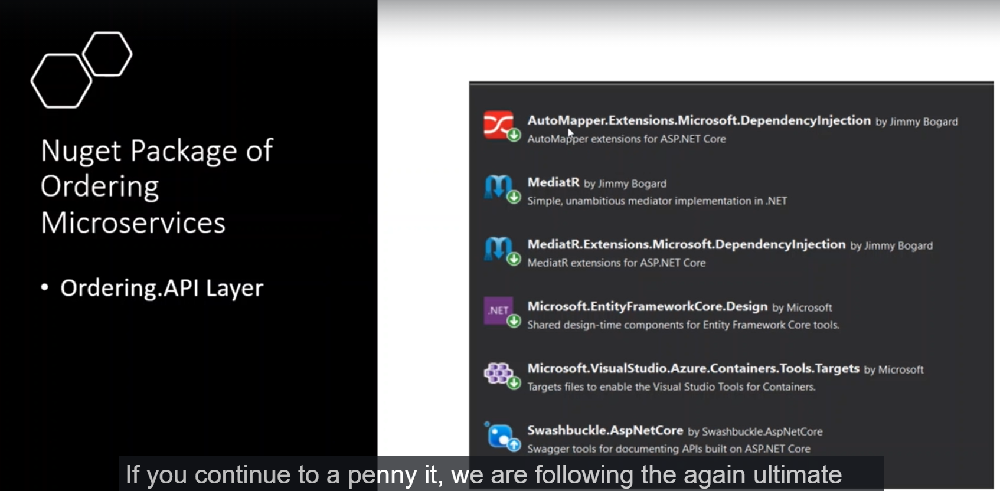 Nuget Package of
Ordering
Microservices
• Ordering.API Layer
AutoMapper.Extensions.Microsoft.DependencyInjection by Jimmy Bogard
AutoMapper extensions for ASP.NET Core
MediatR by Jimmy Bogard
Simple, unambitious mediator implementation in .NET
MediatR.Extensions.Microsoft.DependencyInjection by Jimmy Bogard
MediatR extensions for ASP.NET Core
.NET
Microsoft.EntityFrameworkCore.Design by Microsoft
Shared design-time components for Entity Framework Core tools.
Microsoft.VisualStudio.Azure.Containers.Tools.Targets by Microsoft
Targets files to enable the Visual Studio Tools for Containers.
Swashbuckle.AspNetCore by Swashbuckle.AspNetCore
Swagger tools for documenting APIs built on ASP.NET Core
If you continue to a penny it, we are following the again ultimate